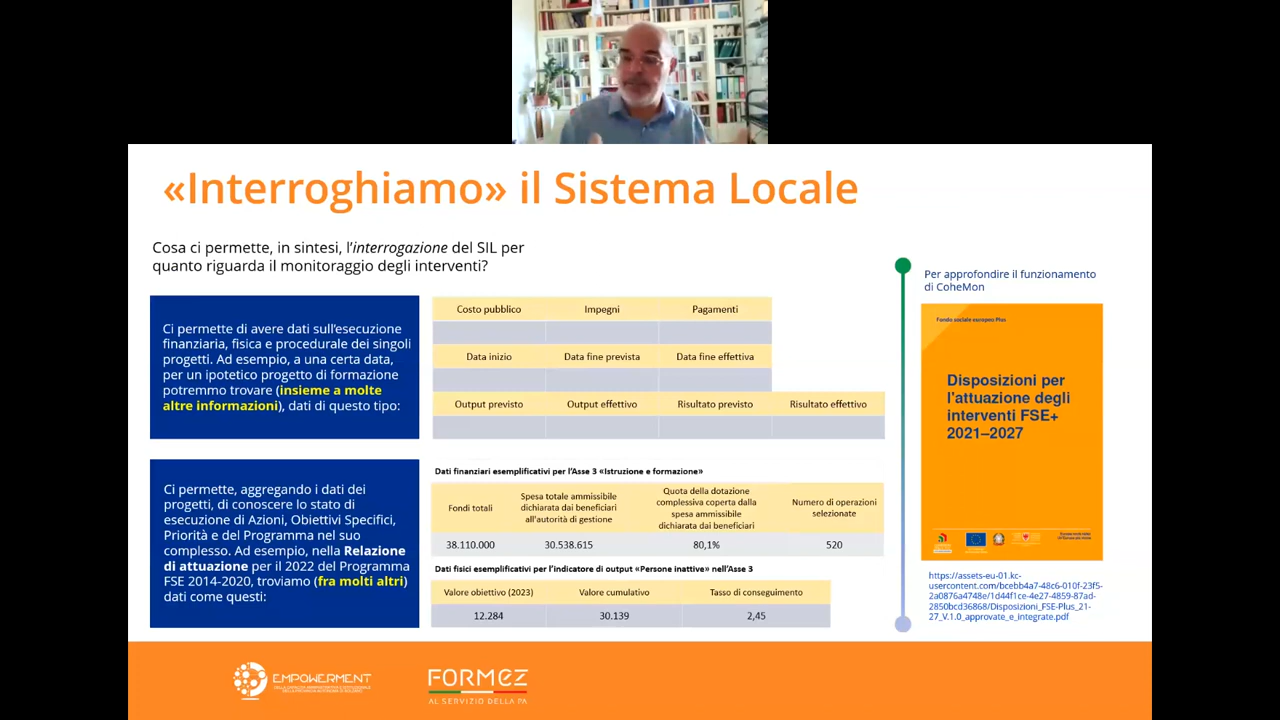 «Interroghiamo» il Sistema Locale
Cosa ci permette, in sintesi, l'interrogazione del SIL per
quanto riguarda il monitoraggio degli interventi?
Ci permette di avere dati sull'esecuzione
finanziaria, fisica e procedurale dei singoli
progetti. Ad esempio, a una certa data,
per un ipotetico progetto di formazione
potremmo trovare (insieme a molte
altre informazioni), dati di questo tipo:
Costo pubblico Impegni Pagamenti
Data inizio Data fine prevista Data fine effettiva
Output previsto Output effettivo Risultato previsto Risultato effettivo
Ci permette, aggregando i dati dei
progetti, di conoscere lo stato di
esecuzione di Azioni, Obiettivi Specifici,
Priorità e del Programma nel suo
complesso. Ad esempio, nella Relazione
di attuazione per il 2022 del Programma
FSE 2014-2020, troviamo (fra molti altri)
dati come questi:
Dati finanziari esemplificativi per l'Asse 3 «Istruzione e formazione»
Fondi totali
Spesa totale ammissibile
dichiarata dai beneficiari
all'autorità di gestione
Quota della dotazione
complessiva coperta dalla
spesa ammissibile
dichiarata dai beneficiari
Numero di operazioni
selezionate
38.110.000 30.538.615 80,1% 520
Dati fisici esemplificativi per l'indicatore di output «Persone inattive» nell'Asse 3
Valore obiettivo (2023) Valore cumulativo Tasso di conseguimento
12.284 30.139 2,45
Per approfondire il funzionamento
di CoheMon
Fondo sociale europeo Plus
Disposizioni per
l'attuazione degli
interventi FSE+
2021–2027
https://assets-eu-01.kc-
usercontent.com/bcebb4a7-48c6-010f-23f5-
2a0876a4748e/1d44f1ce-4e27-4859-87ad-
2850bcd36868/Disposizioni_FSE-Plus_21-
27_V.1.0_approvate_e_integrate.pdf
EMPOWERMENT
FORMEZ
AL SERVIZIO DELLA PA